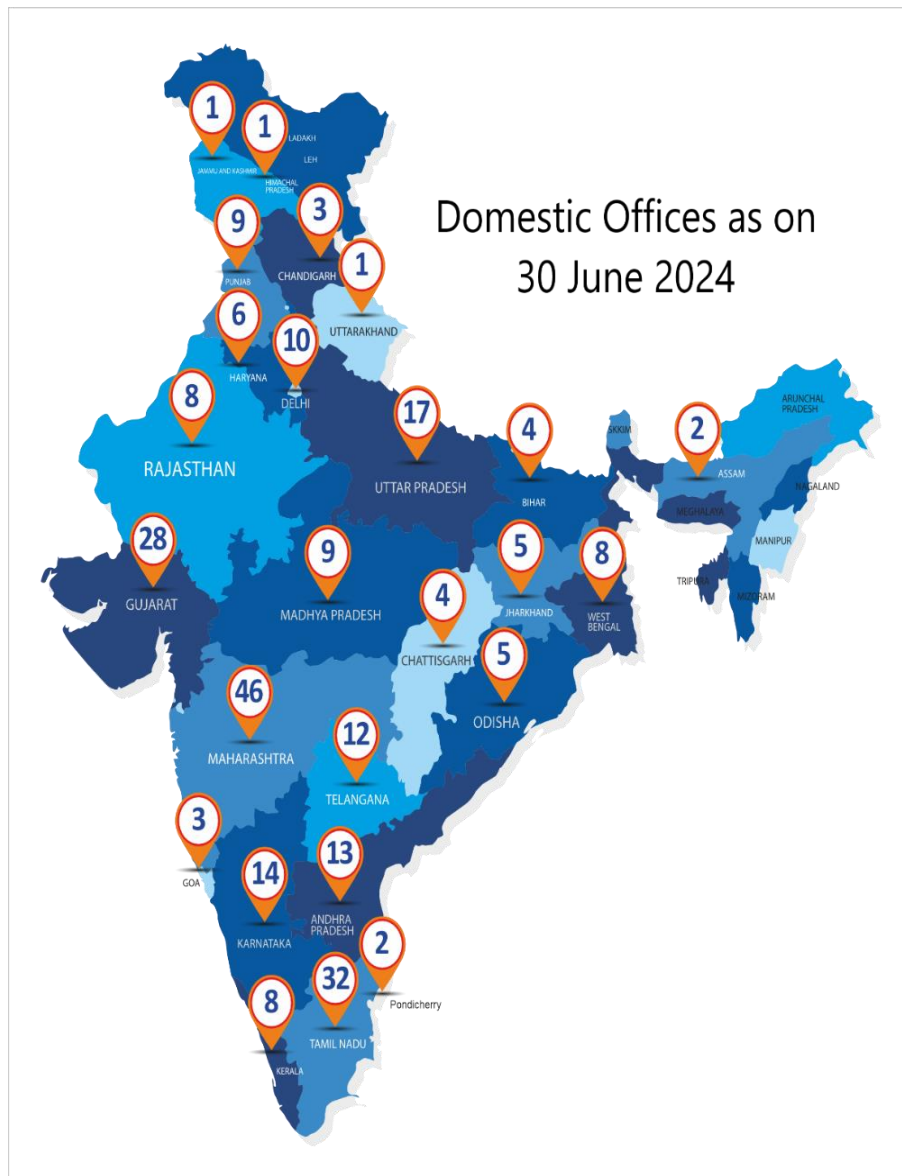 1
1
LADAKH
LEH
JAMMU AND KASHMIR
HIMACHAL
PRADESH
9
3
Domestic Offices as on
30 June 2024
PUNJAB
CHANDIGARH
1
6
10
UTTARAKHAND
HARYANA
DELHI
8
17
4
2
ARUNCHAL
PRADESH
SKKIM
RAJASTHAN
UTTAR PRADESH
BIHAR
ASSAM
NAGALAND
MEGHALAYA
28
9
5
8
MANIPUR
GUJARAT
MADHYA PRADESH
4
JHARKHAND
WEST
BENGAL
TRIPURA
MIZORAM
CHATTISGARH
5
46
12
ODISHA
MAHARASHTRA
TELANGANA
3
13
GOA
14
ANDHRA
PRADESH
KARNATAKA
2
8
32
Pondicherry
TAMIL NADU
KERALA